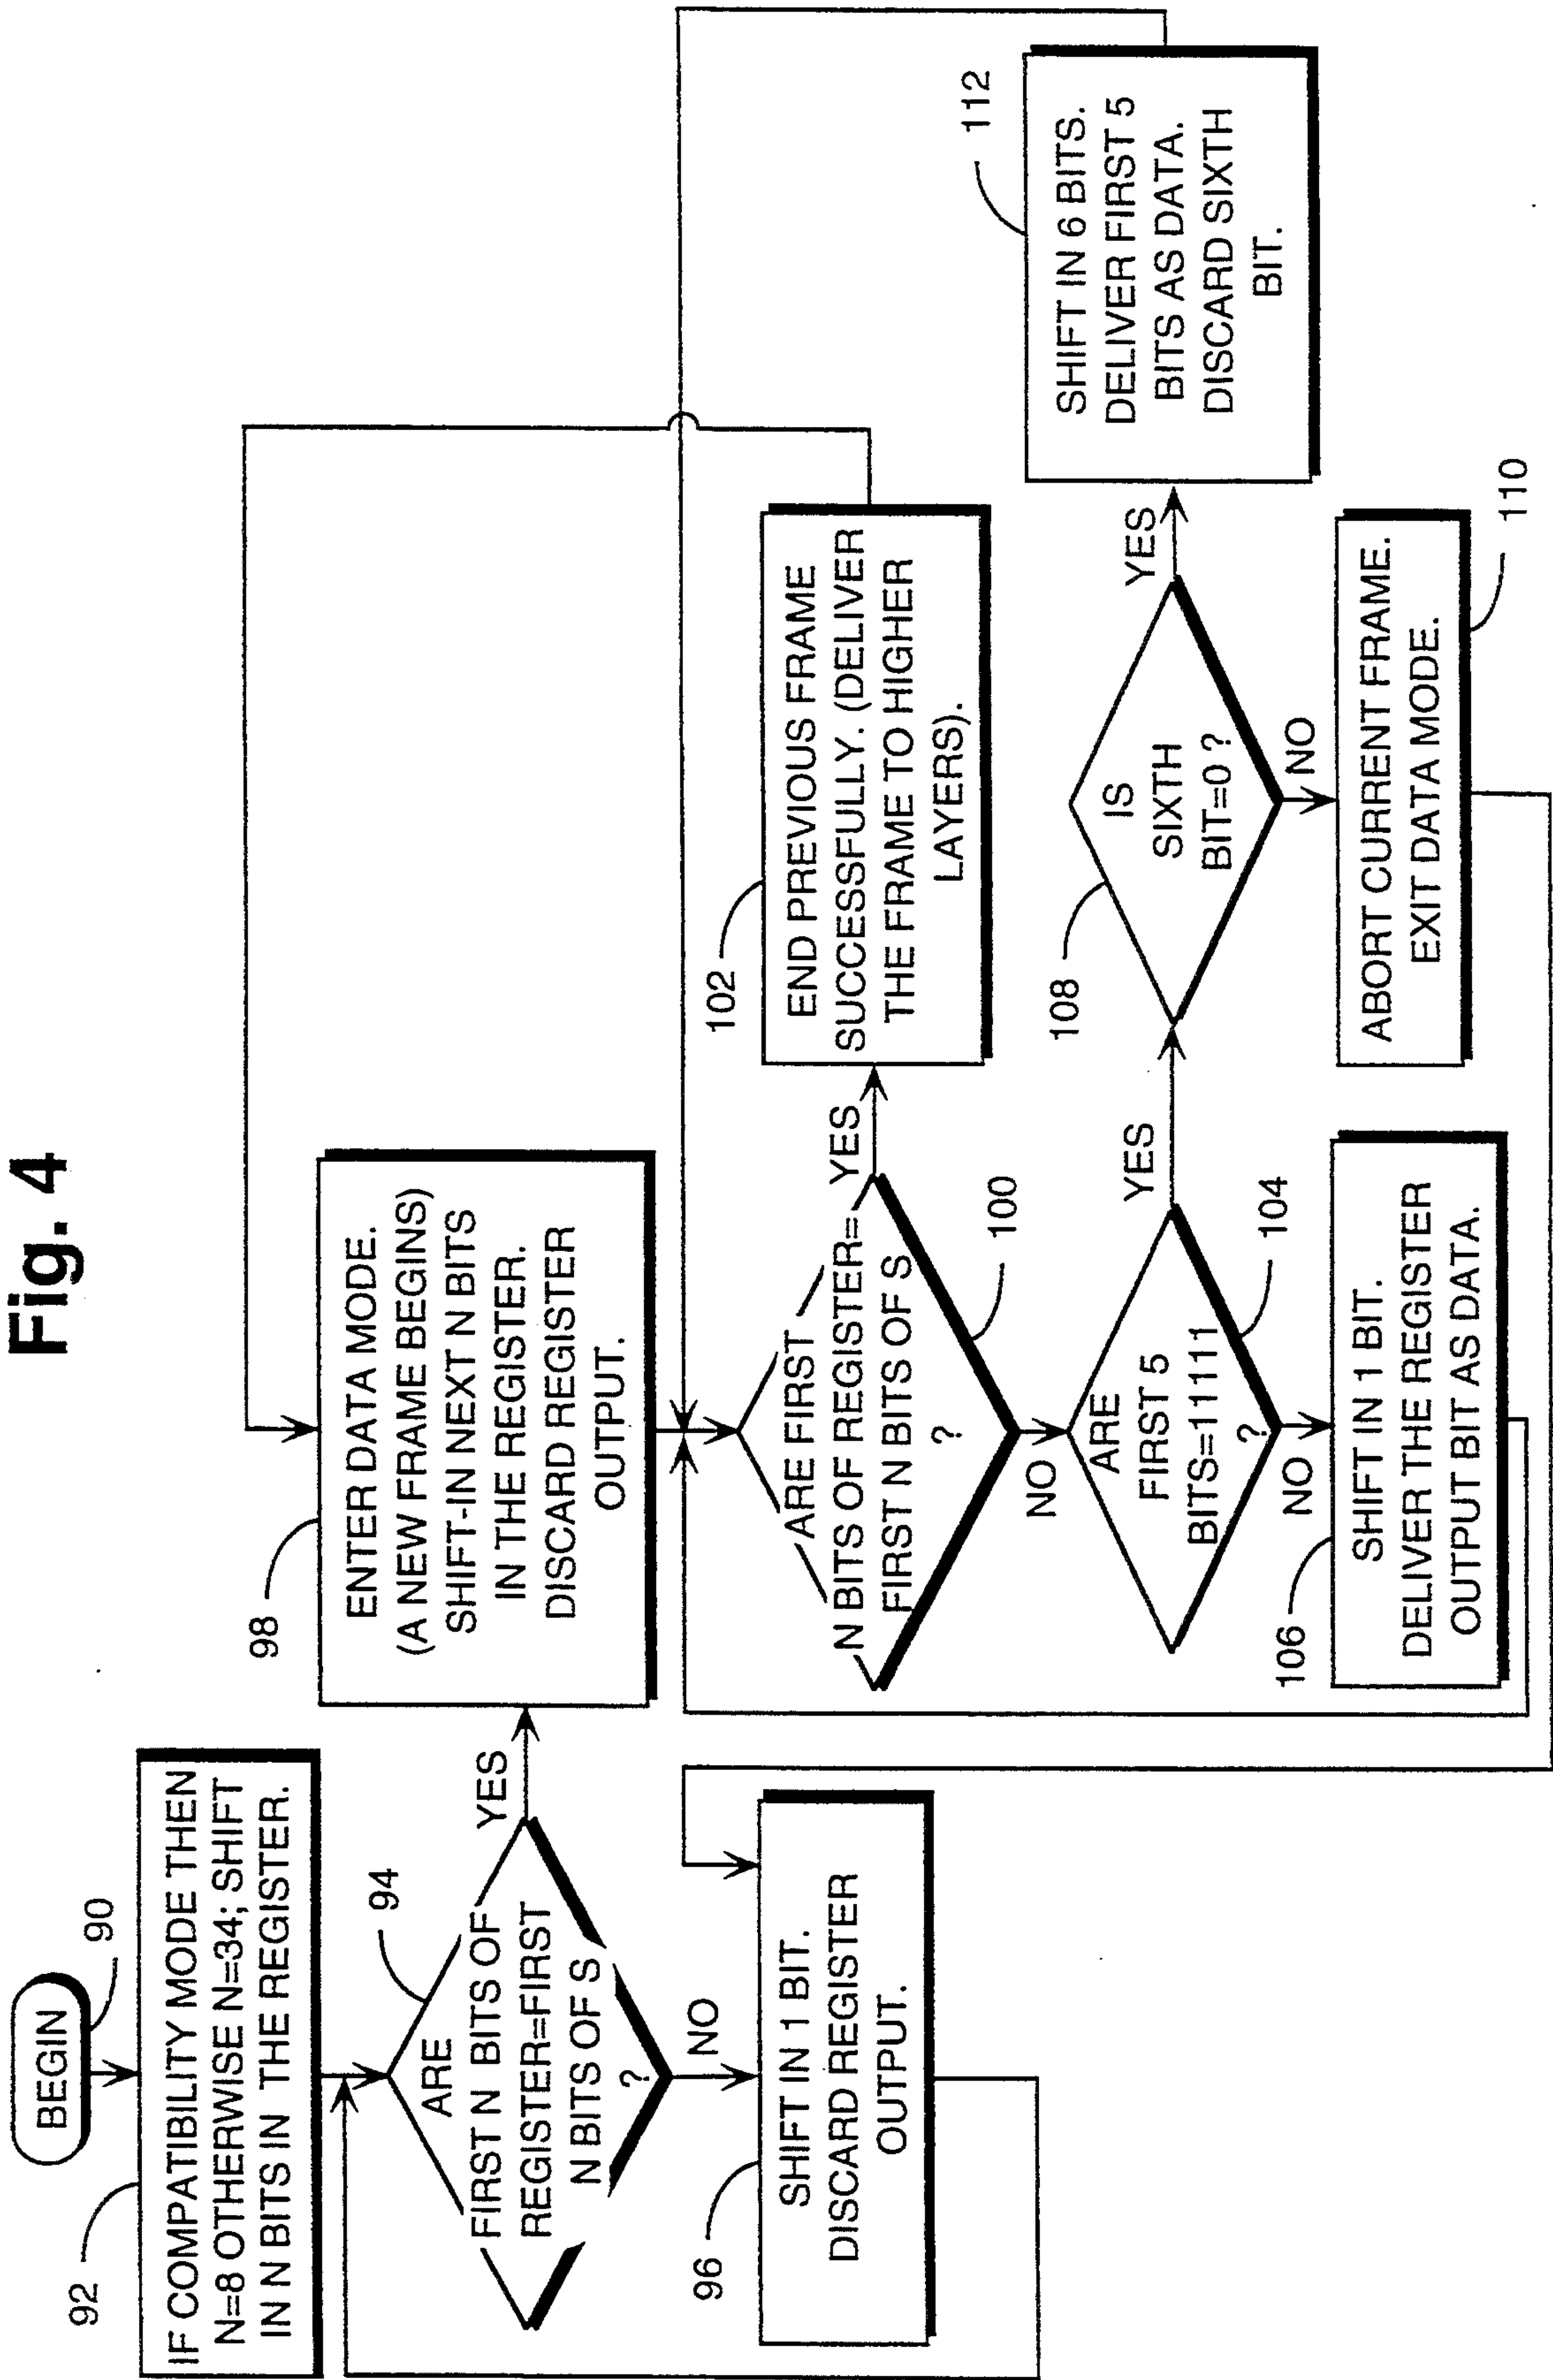 Fig. 4
BEGIN
90
92
IF COMPATIBILITY MODE THEN
N=8 OTHERWISE N=34; SHIFT
IN N BITS IN THE REGISTER.
94
ARE
FIRST N BITS OF
REGISTER=FIRST
N BITS OF S
?
YES
NO
96
SHIFT IN 1 BIT.
DISCARD REGISTER
OUTPUT.
98
ENTER DATA MODE.
(A NEW FRAME BEGINS)
SHIFT-IN NEXT N BITS
IN THE REGISTER.
DISCARD REGISTER
OUTPUT.
ARE FIRST
N BITS OF REGISTER=
FIRST N BITS OF S
?
100
YES
NO
102
END PREVIOUS FRAME
SUCCESSFULLY. (DELIVER
THE FRAME TO HIGHER
LAYERS).
ARE
FIRST 5
BITS=11111
?
104
YES
NO
106
SHIFT IN 1 BIT.
DELIVER THE REGISTER
OUTPUT BIT AS DATA.
108
IS
SIXTH
BIT=0 ?
YES
NO
110
ABORT CURRENT FRAME.
EXIT DATA MODE.
112
SHIFT IN 6 BITS.
DELIVER FIRST 5
BITS AS DATA.
DISCARD SIXTH
BIT.